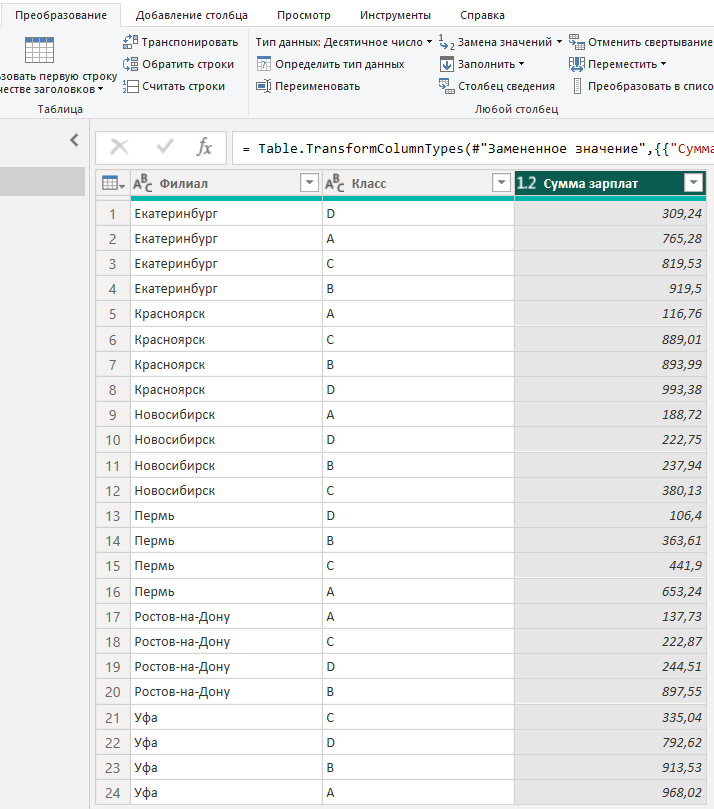 Преобразование Добавление столбца Просмотр Инструменты Справка
Транспонировать
Обратить строки
Считать строки
зовать первую строку
честве заголовков
Таблица
Тип данных: Десятичное число
Определить тип данных
Переименовать
Замена значений
Заполнить
Столбец сведения
Отменить свертывание
Переместить
Преобразовать в списо
Любой столбец
fx = Table.TransformColumnTypes(#"Замененное значение",{{"Сумма
ABC Филиал ABC Класс 1.2 Сумма зарплат
1 Екатеринбург D 309,24
2 Екатеринбург A 765,28
3 Екатеринбург C 819,53
4 Екатеринбург B 919,5
5 Красноярск A 116,76
6 Красноярск C 889,01
7 Красноярск B 893,99
8 Красноярск D 993,38
9 Новосибирск A 188,72
10 Новосибирск D 222,75
11 Новосибирск B 237,94
12 Новосибирск C 380,13
13 Пермь D 106,4
14 Пермь B 363,61
15 Пермь C 441,9
16 Пермь A 653,24
17 Ростов-на-Дону A 137,73
18 Ростов-на-Дону C 222,87
19 Ростов-на-Дону D 244,51
20 Ростов-на-Дону B 897,55
21 Уфа C 335,04
22 Уфа D 792,62
23 Уфа B 913,53
24 Уфа A 968,02